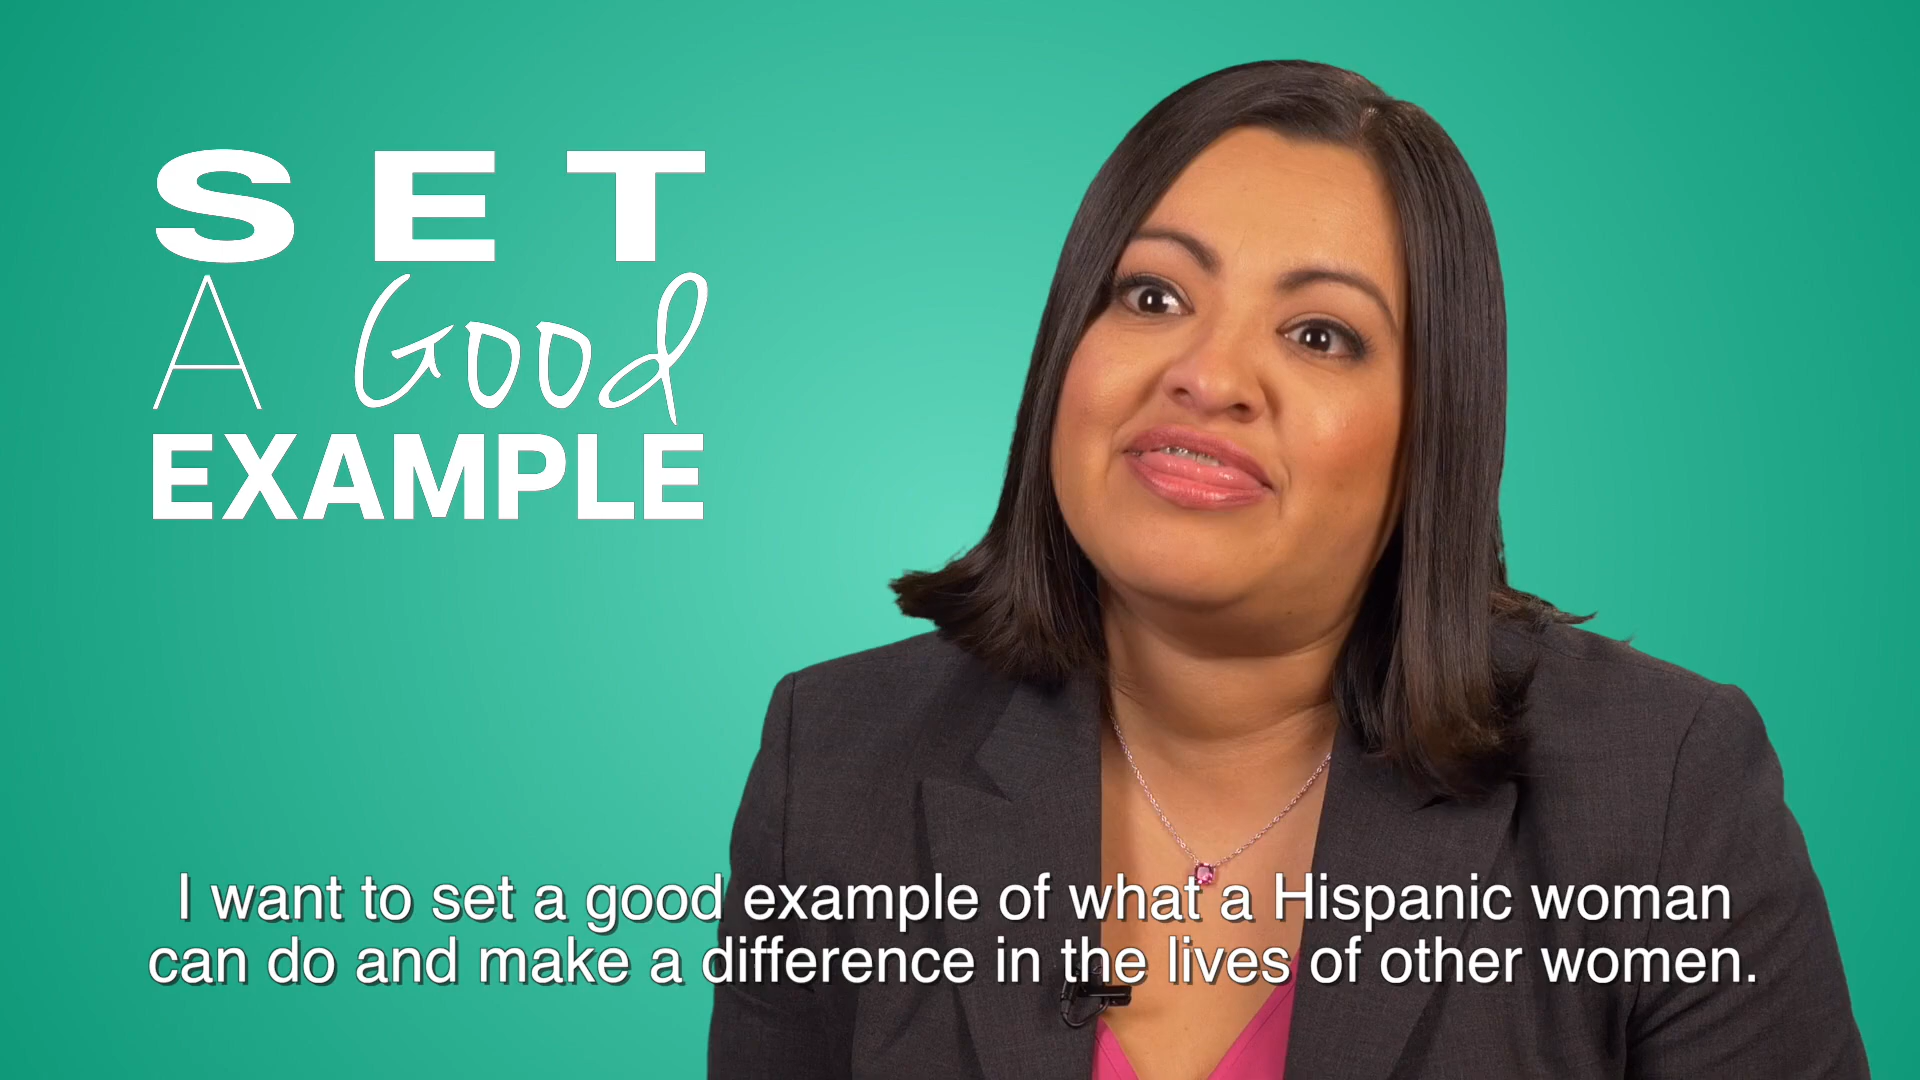 SET
A Good
EXAMPLE
I want to set a good example of what a Hispanic woman
can do and make a difference in the lives of other women.